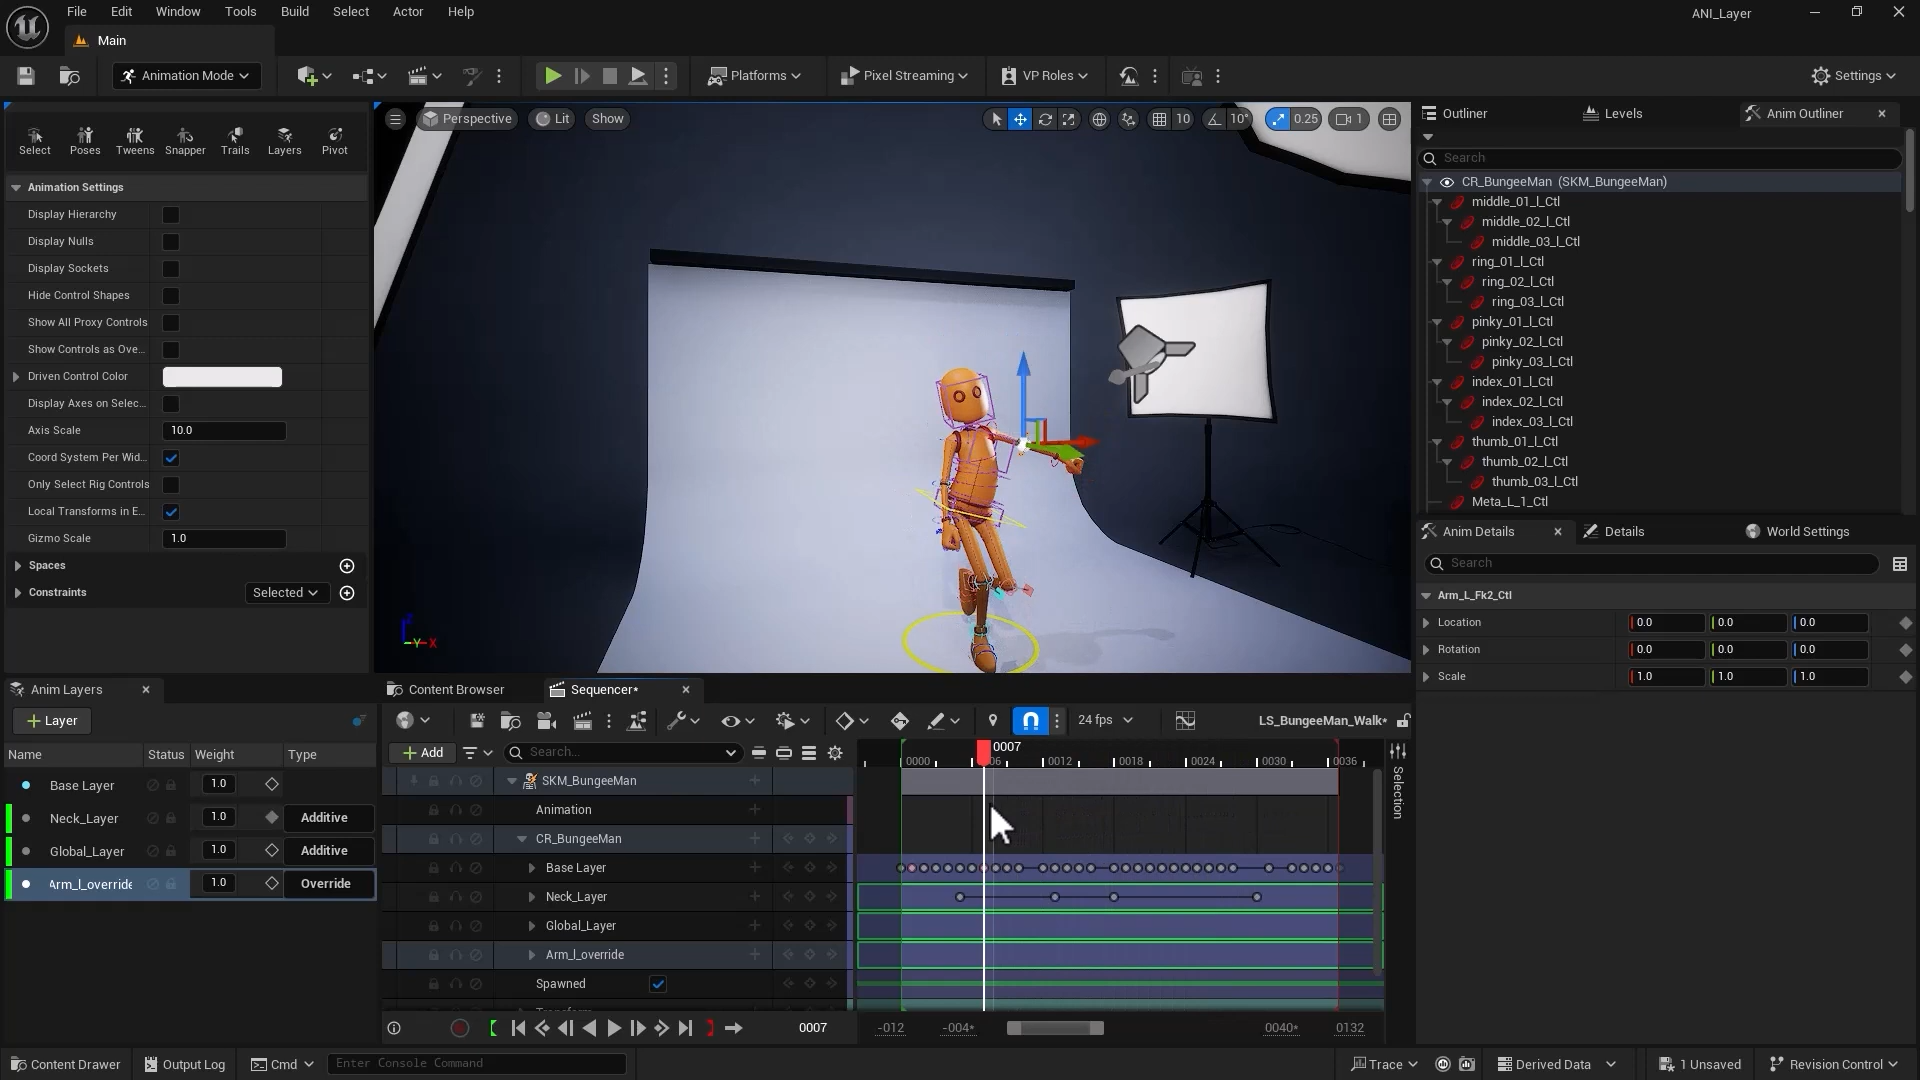 File Edit Window Tools Build Select Actor Help
ANI_Layer
Main
Animation Mode
Platforms
Pixel Streaming
VP Roles
Settings
Select Poses Tweens Snapper Trails Layers Pivot
Animation Settings
Display Hierarchy
Display Nulls
Display Sockets
Hide Control Shapes
Show All Proxy Controls
Show Controls as Ove...
Driven Control Color
Display Axes on Selec...
Axis Scale 10.0
Coord System Per Wid...
Only Select Rig Controls
Local Transforms in E...
Gizmo Scale 1.0
Spaces
Constraints Selected
Perspective Lit Show
10 10° 0.25 1
Z
Y X
Outliner Levels Anim Outliner
Search
CR_BungeeMan (SKM_BungeeMan)
middle_01_l_Ctl
middle_02_l_Ctl
middle_03_l_Ctl
ring_01_l_Ctl
ring_02_l_Ctl
ring_03_l_Ctl
pinky_01_l_Ctl
pinky_02_l_Ctl
pinky_03_l_Ctl
index_01_l_Ctl
index_02_l_Ctl
index_03_l_Ctl
thumb_01_l_Ctl
thumb_02_l_Ctl
thumb_03_l_Ctl
Meta_L_1_Ctl
Anim Details Details World Settings
Search
Arm_L_Fk2_Ctl
Location 0.0 0.0 0.0
Rotation 0.0 0.0 0.0
Scale 1.0 1.0 1.0
Anim Layers
+ Layer
Name Status Weight Type
Base Layer 1.0
Neck_Layer 1.0 Additive
Global_Layer 1.0 Additive
Arm_l_override 1.0 Override
Content Browser Sequencer*
24 fps
LS_BungeeMan_Walk*
+ Add
Search...
0007
0000 06 0012 0018 0024 0030 0036
SKM_BungeeMan
Animation
CR_BungeeMan
Base Layer
Neck_Layer
Global_Layer
Arm_l_override
Spawned
Selection
0007
-012 -004* 0040* 0132
Content Drawer Output Log Cmd Enter Console Command
Trace Derived Data 1 Unsaved Revision Control